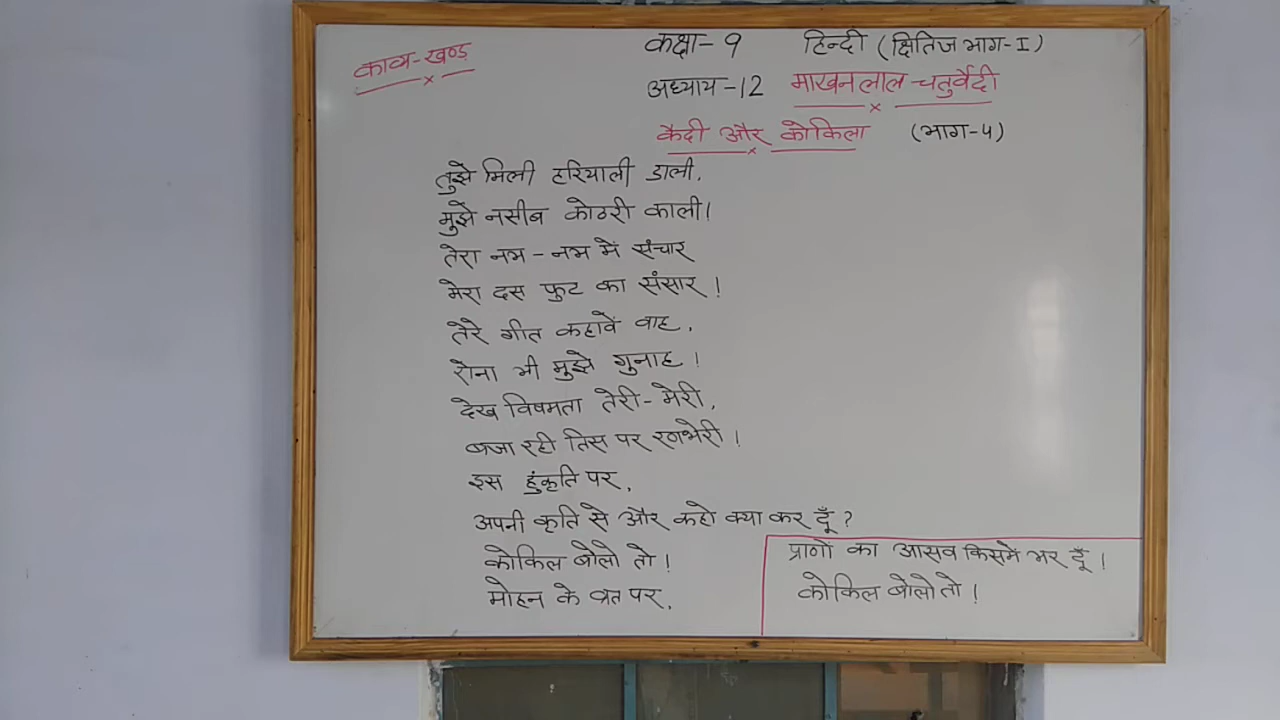 काव्य-खण्ड
कक्षा-9 हिन्दी (क्षितिज भाग-I)
अध्याय-12 माखनलाल चतुर्वेदी
कैदी और कोकिला (भाग-५)
तुझे मिली हरियाली डाली,
मुझे नसीब कोठरी काली।
तेरा नभ-नभ में संचार
मेरा दस फुट का संसार!
तेरे गीत कहावें वाह,
रोना भी मुझे गुनाह!
देख विषमता तेरी-मेरी,
बजा रही तिस पर रणभेरी!
इस हुंकृति पर,
अपनी कृति से और कहो क्या कर दूँ?
कोकिल बोलो तो!
मोहन के व्रत पर,
प्राणों का आसव किसमें भर दूँ।
कोकिल बोलो तो!